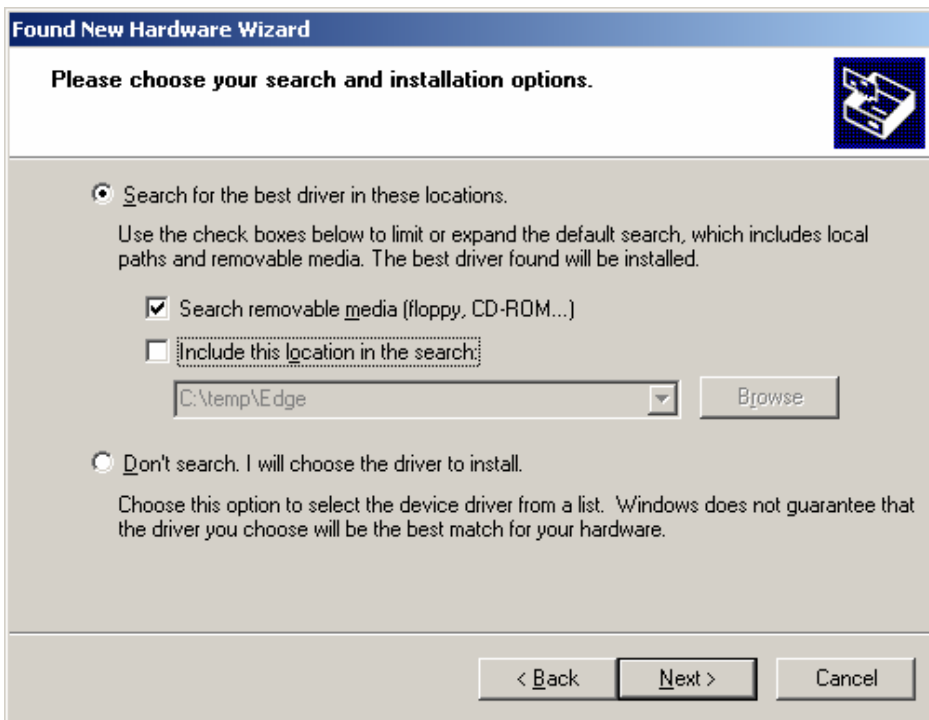 Found New Hardware Wizard
Please choose your search and installation options.
Search for the best driver in these locations.
Use the check boxes below to limit or expand the default search, which includes local
paths and removable media. The best driver found will be installed.
Search removable media (floppy, CD-ROM...)
Include this location in the search:
C:\temp\Edge
Browse
Don't search. I will choose the driver to install.
Choose this option to select the device driver from a list.  Windows does not guarantee that
the driver you choose will be the best match for your hardware.
< Back
Next >
Cancel